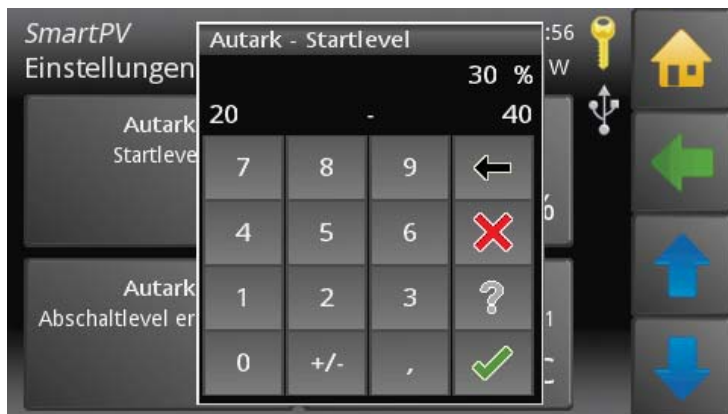 SmartPV
Einstellungen
:56
W
Autark - Startlevel
30 %
20 - 40
Autark
Startleve
7 8 9
4 5 6
1 2 3 ?
0 +/- ,
Autark
Abschaltlevel er
1